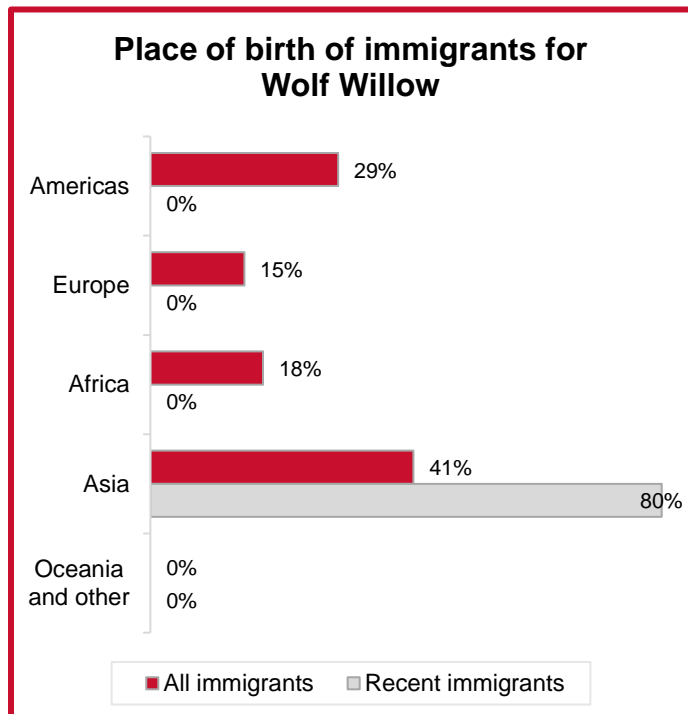 Place of birth of immigrants for
Wolf Willow
Americas
29%
0%
Europe
15%
0%
Africa
18%
0%
Asia
41%
80%
Oceania
and other
0%
0%
All immigrants
Recent immigrants